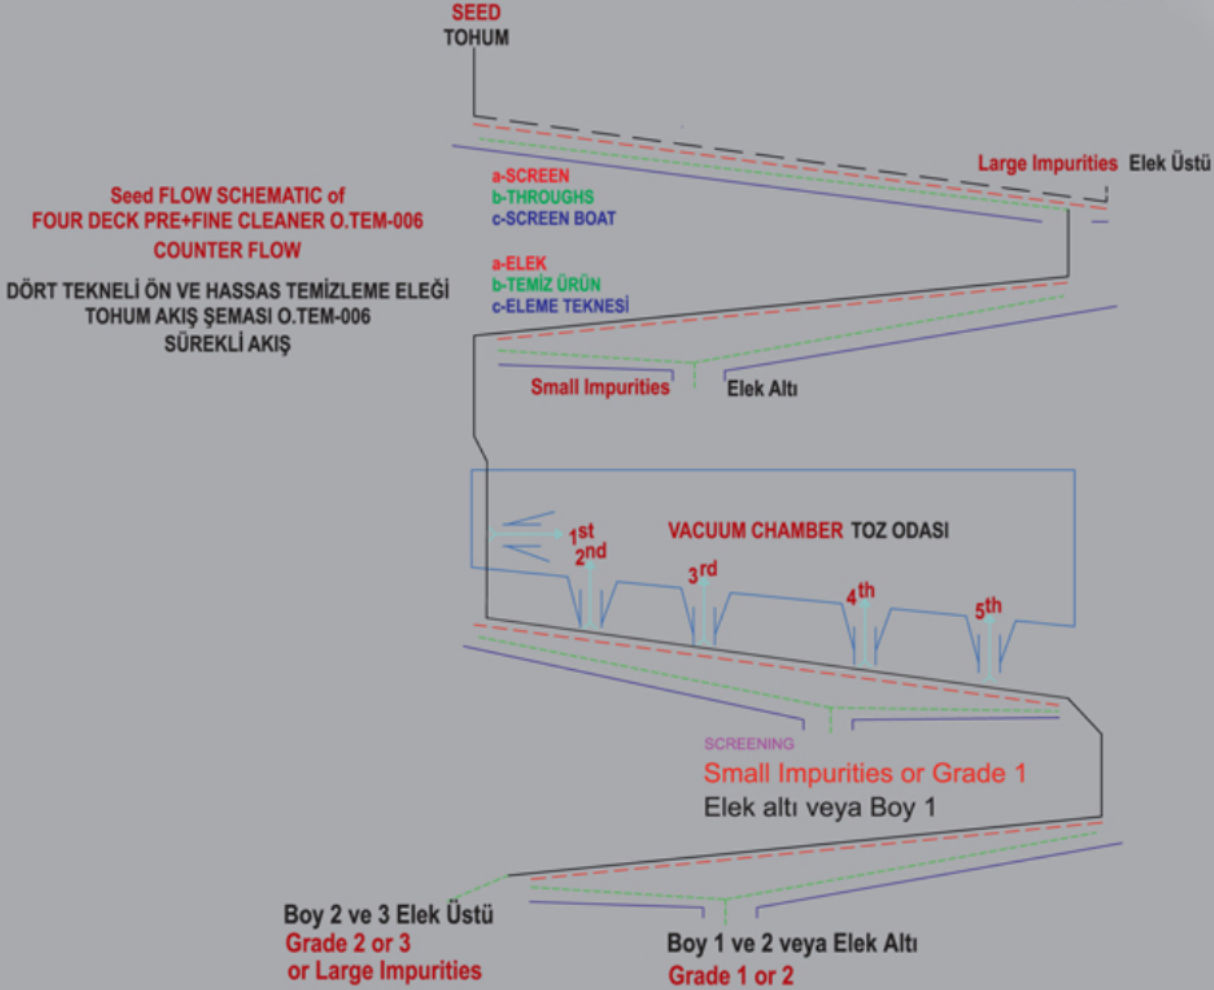 SEED
TOHUM
Large Impurities Elek Üstü
a-SCREEN
b-THROUGHS
c-SCREEN BOAT
Seed FLOW SCHEMATIC of
FOUR DECK PRE+FINE CLEANER O.TEM-006
COUNTER FLOW
a-ELEK
b-TEMİZ ÜRÜN
c-ELEME TEKNESİ
DÖRT TEKNELİ ÖN VE HASSAS TEMİZLEME ELEĞİ
TOHUM AKIŞ ŞEMASI O.TEM-006
SÜREKLİ AKIŞ
Small Impurities Elek Altı
VACUUM CHAMBER TOZ ODASI
1st
2nd
3rd
4th
5th
SCREENING
Small Impurities or Grade 1
Elek altı veya Boy 1
Boy 2 ve 3 Elek Üstü
Grade 2 or 3
or Large Impurities
Boy 1 ve 2 veya Elek Altı
Grade 1 or 2